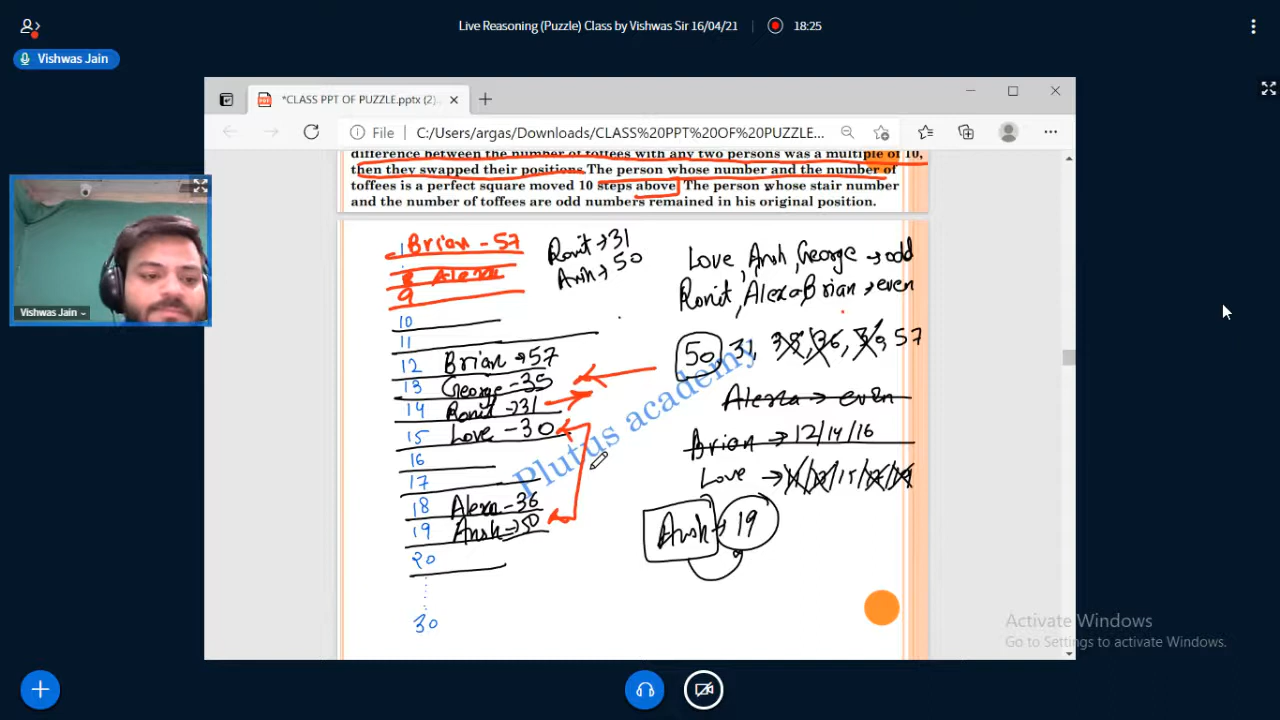 Live Reasoning (Puzzle) Class by Vishwas Sir 16/04/21
18:25
Vishwas Jain
*CLASS PPT OF PUZZLE.pptx (2)
File
C:/Users/argas/Downloads/CLASS%20PPT%20OF%20PUZZLE...
difference between the number of toffees with any two persons was a multiple of 10,
then they swapped their positions. The person whose number and the number of
toffees is a perfect square moved 10 steps above. The person whose stair number
and the number of toffees are odd numbers remained in his original position.
1 Brian - 57
8 Alexa
9
10
11
12 Brian → 57
13 George - 35
14 Ronit → 31
15 Love - 30
16
17
18 Alexa - 36
19 Ansh → 50
20
30
Ronit → 31
Ansh → 50
Love, Ansh, George → odd
Ronit, Alexa, Brian → even
50, 31, 57
Alexa → even
Brian → 12/14/16
Love → 15
Ansh → 19
Plutus academy
Vishwas Jain
Activate Windows
Go to Settings to activate Windows.